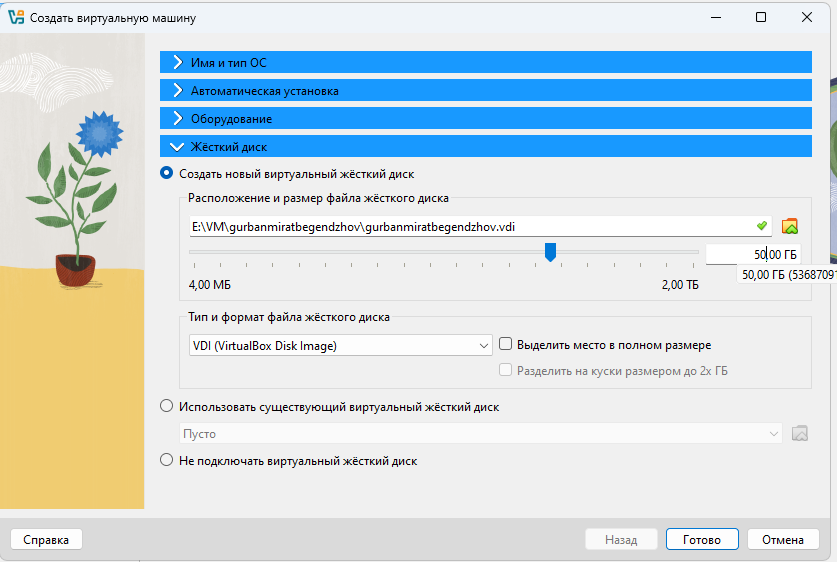 Создать виртуальную машину
Имя и тип ОС
Автоматическая установка
Оборудование
Жёсткий диск
Создать новый виртуальный жёсткий диск
Расположение и размер файла жёсткого диска
E:\VM\gurbanmiratbegendzhov\gurbanmiratbegendzhov.vdi
50,00 ГБ
4,00 МБ
2,00 ТБ
50,00 ГБ (5368709
Тип и формат файла жёсткого диска
VDI (VirtualBox Disk Image)
Выделить место в полном размере
Разделить на куски размером до 2х ГБ
Использовать существующий виртуальный жёсткий диск
Пусто
Не подключать виртуальный жёсткий диск
Справка
Назад
Готово
Отмена